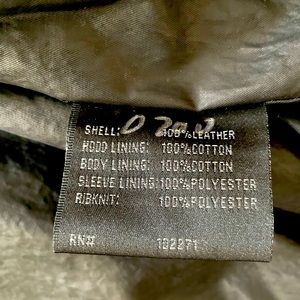 SHELL: 100%LEATHER
HOOD LINING: 100%COTTON
BODY LINING: 100%COTTON
SLEEVE LINING: 100%POLYESTER
RIBKNIT: 100%POLYESTER
RN# 102271